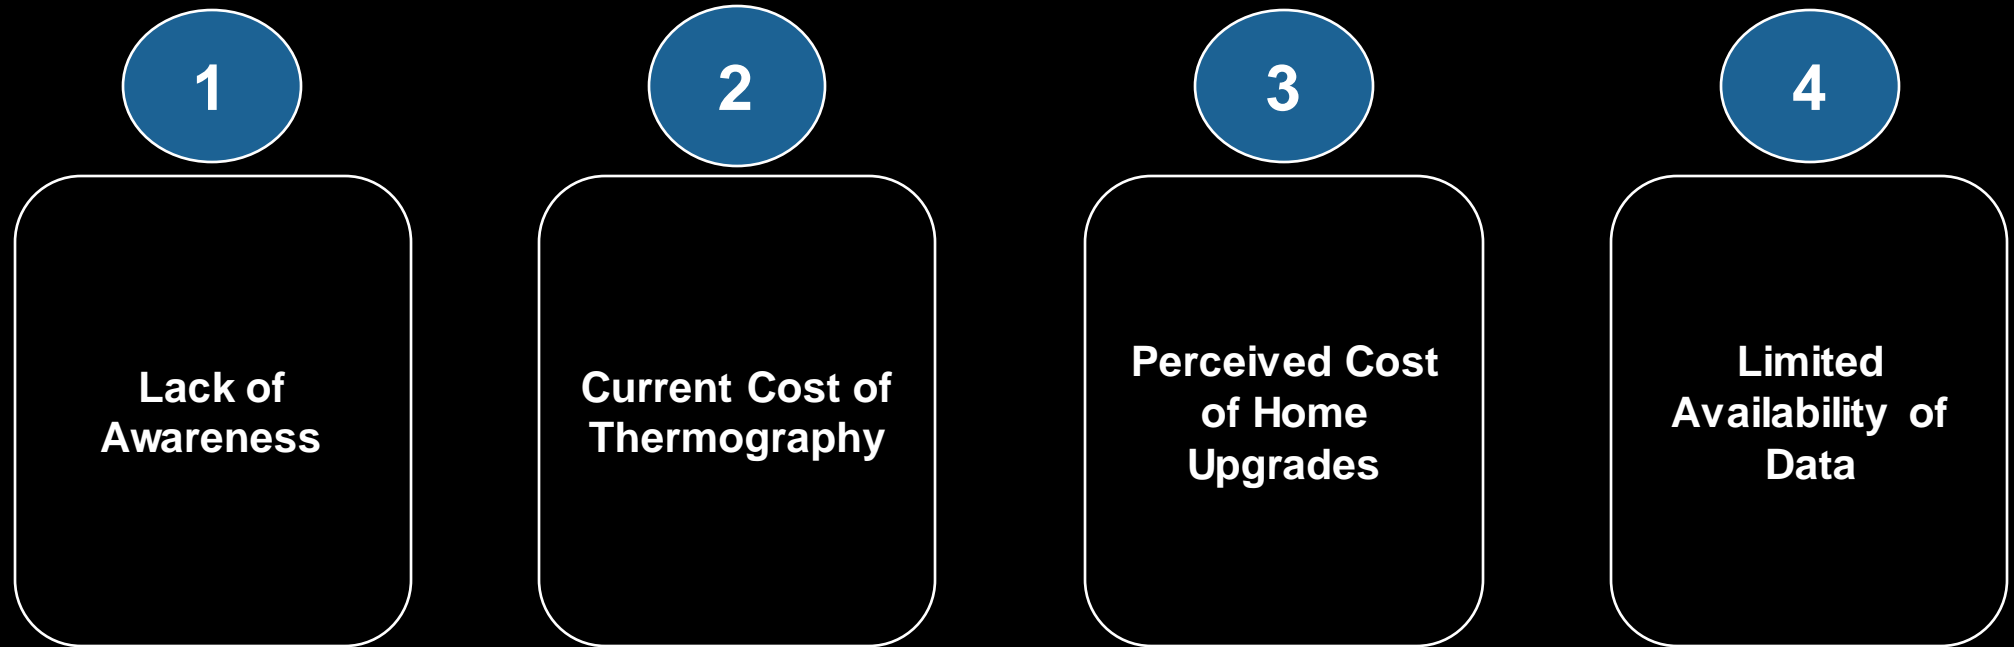 1
Lack of
Awareness
2
Current Cost of
Thermography
3
Perceived Cost
of Home
Upgrades
4
Limited
Availability of
Data